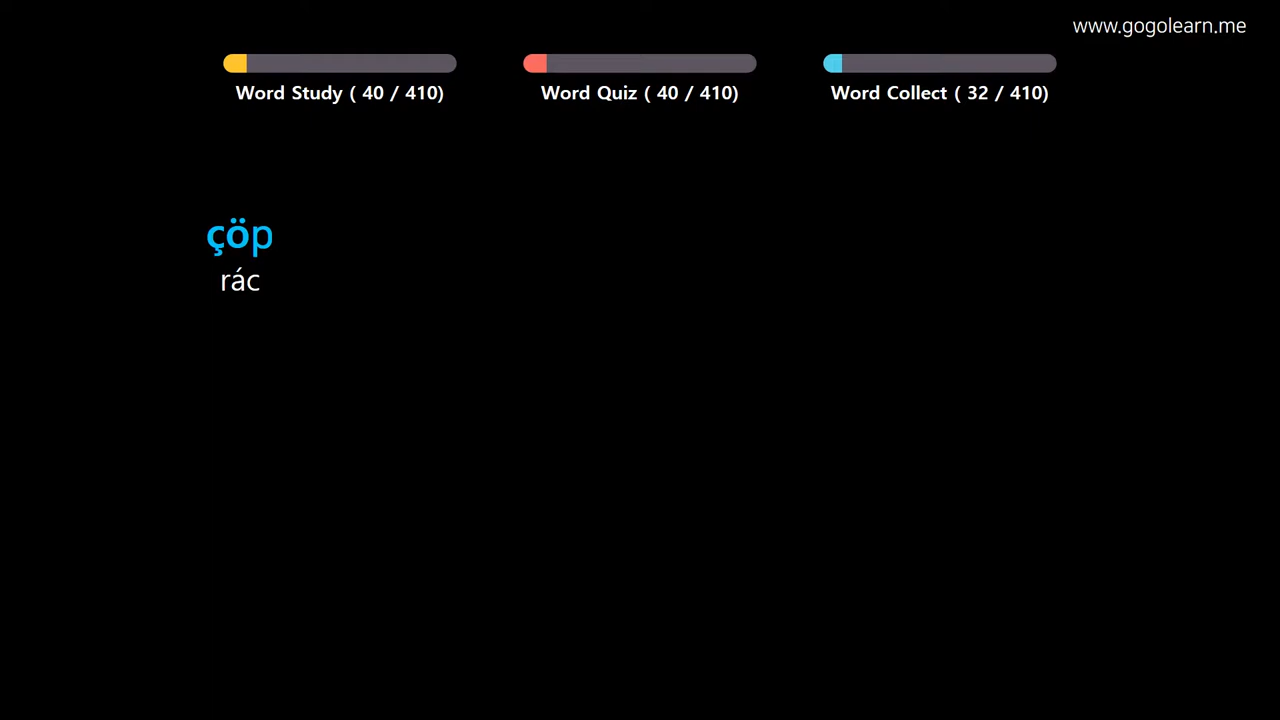 www.gogolearn.me
Word Study ( 40 / 410)
Word Quiz ( 40 / 410)
Word Collect ( 32 / 410)
çöp
rác